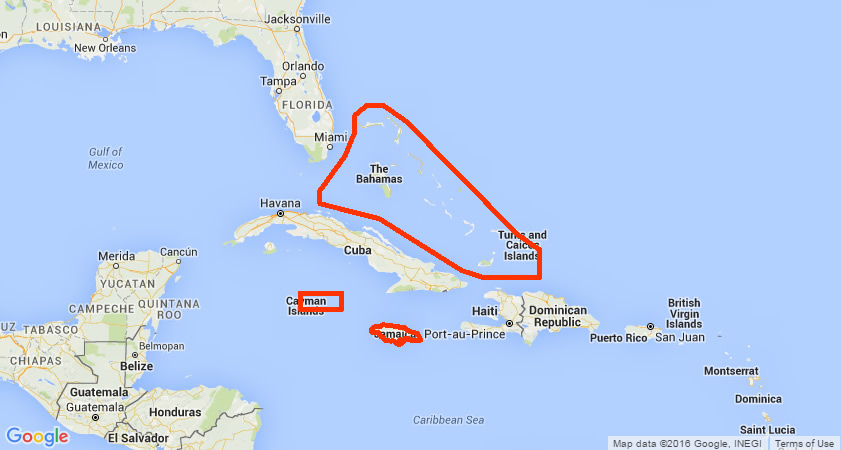 LOUISIANA
New Orleans
Jacksonville
Orlando
Tampa
FLORIDA
Miami
Gulf of
Mexico
The
Bahamas
Havana
Cuba
Turks and
Caicos
Islands
Merida
Cancún
YUCATAN
CAMPECHE
QUINTANA
ROO
TABASCO
CHIAPAS
Belmopan
Belize
Cayman
Islands
Jamaica
Port-au-Prince
Haiti
Dominican
Republic
British
Virgin
Islands
Puerto Rico
San Juan
Montserrat
Dominica
Saint Lucia
Guatemala
Guatemala
Honduras
El Salvador
Caribbean Sea
Google
Map data ©2016 Google, INEGI
Terms of Use